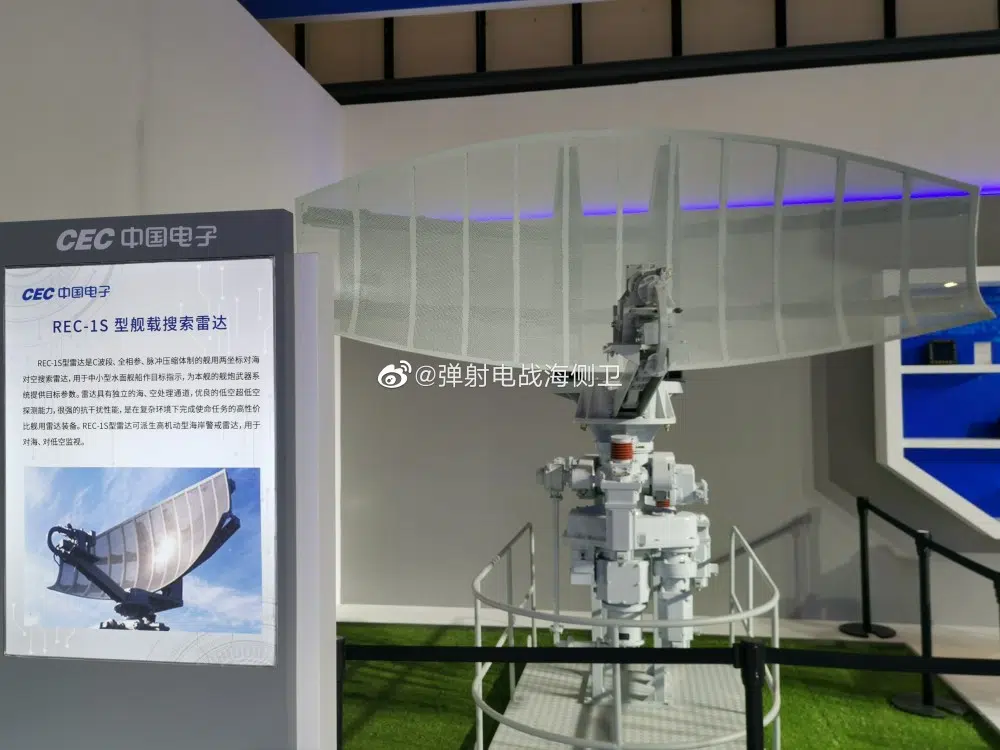 CEC 中国电子
CEC 中国电子
REC-1S 型舰载搜索雷达
REC-1S型雷达是C波段、全相参、脉冲压缩体制的舰用两坐标对海
对空搜索雷达，用于中小型水面舰船作目标指示，为本舰的舰炮武器系
统提供目标参数。雷达具有独立的海、空处理通道，优良的低空超低空
探测能力，很强的抗干扰性能，是在复杂环境下完成使命任务的高性价
比舰用雷达装备。REC-1S型雷达可派生高机动型海岸警戒雷达，用于
对海、对低空监视。
@弹射电战海侧卫